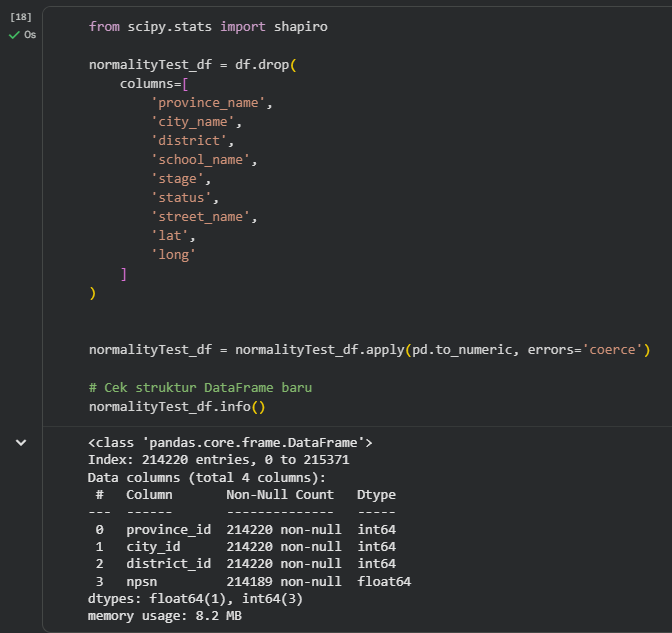 [18]
0s
from scipy.stats import shapiro
normalityTest_df = df.drop(
columns=[
'province_name',
'city_name',
'district',
'school_name',
'stage',
'status',
'street_name',
'lat',
'long'
]
)
normalityTest_df = normalityTest_df.apply(pd.to_numeric, errors='coerce')
# Cek struktur DataFrame baru
normalityTest_df.info()
<class 'pandas.core.frame.DataFrame'>
Index: 214220 entries, 0 to 215371
Data columns (total 4 columns):
#   Column       Non-Null Count   Dtype
---  ------       --------------   -----
0   province_id  214220 non-null  int64
1   city_id      214220 non-null  int64
2   district_id  214220 non-null  int64
3   npsn         214189 non-null  float64
dtypes: float64(1), int64(3)
memory usage: 8.2 MB